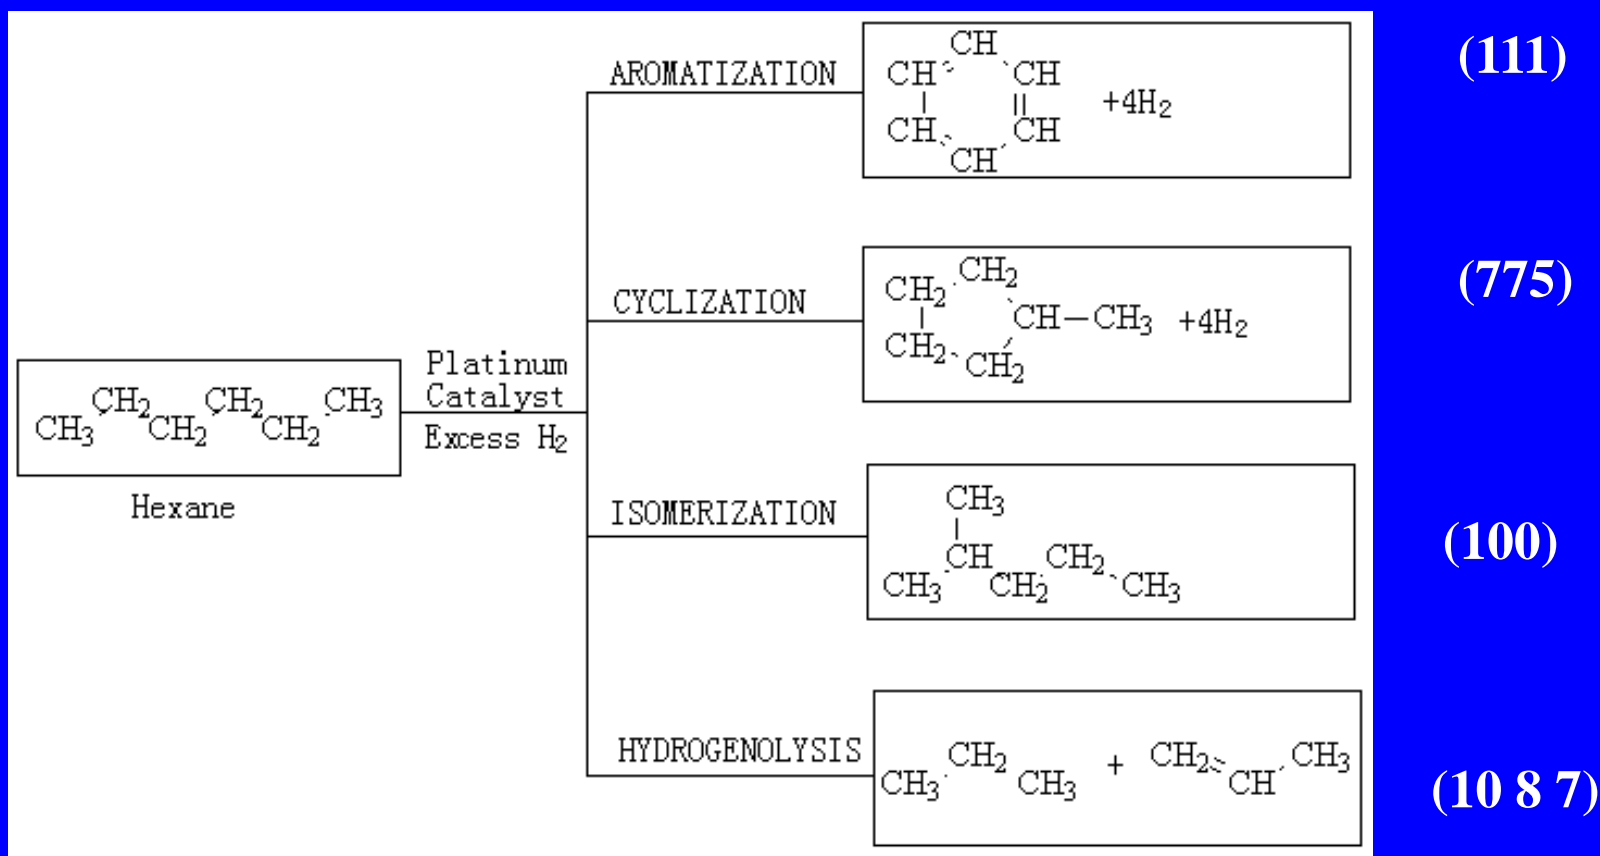 CH
CH CH
+4H₂
CH CH
CH
AROMATIZATION
(111)
CH₂
CH₂
CH—CH₃ +4H₂
CH₂
CH₂
CYCLIZATION
(775)
Platinum
Catalyst
Excess H₂
CH₂ CH₂ CH₃
CH₃ CH₂ CH₂
Hexane
ISOMERIZATION
CH₃
CH CH₂
CH₃ CH₂ CH₃
(100)
HYDROGENOLYSIS
CH₂ + CH₂ CH₃
CH₃ CH₃ CH
(10 8 7)